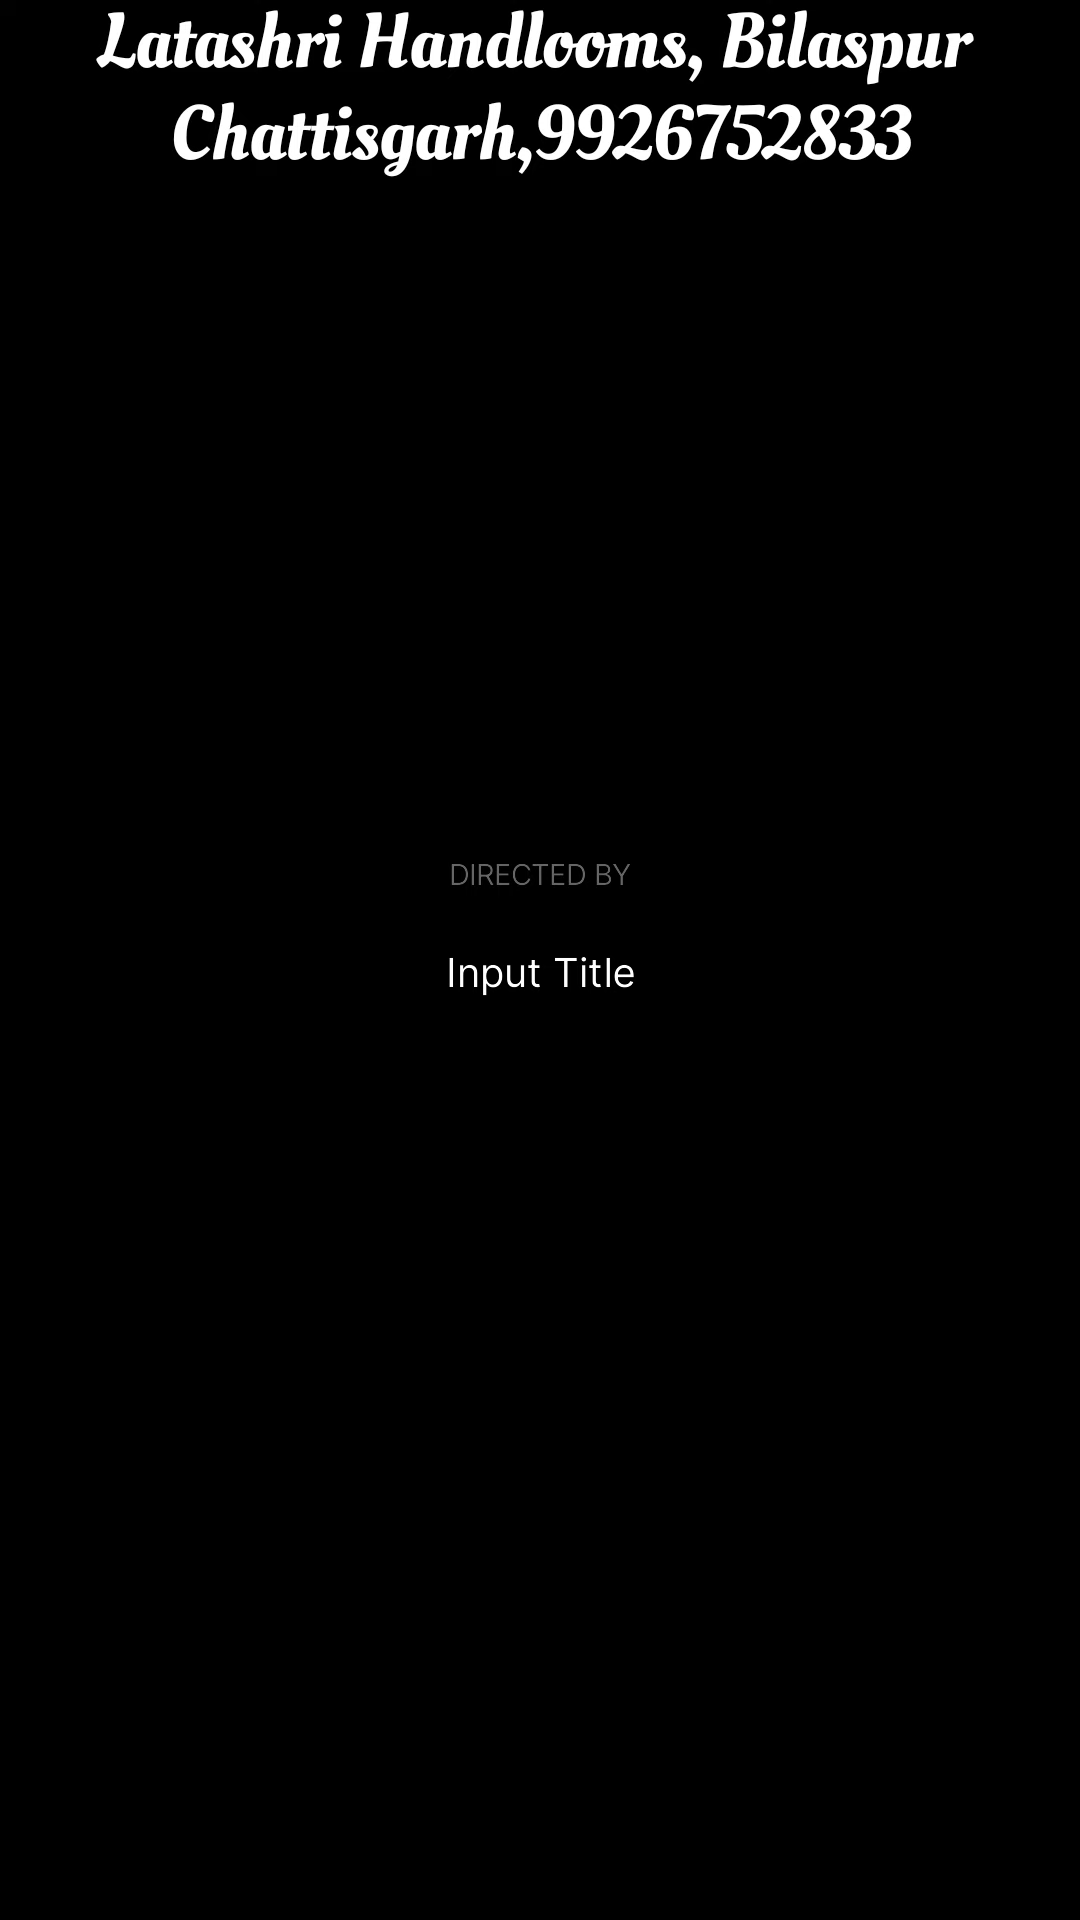 Latashri Handlooms, Bilaspur
Chattisgarh,9926752833
DIRECTED BY
Input Title